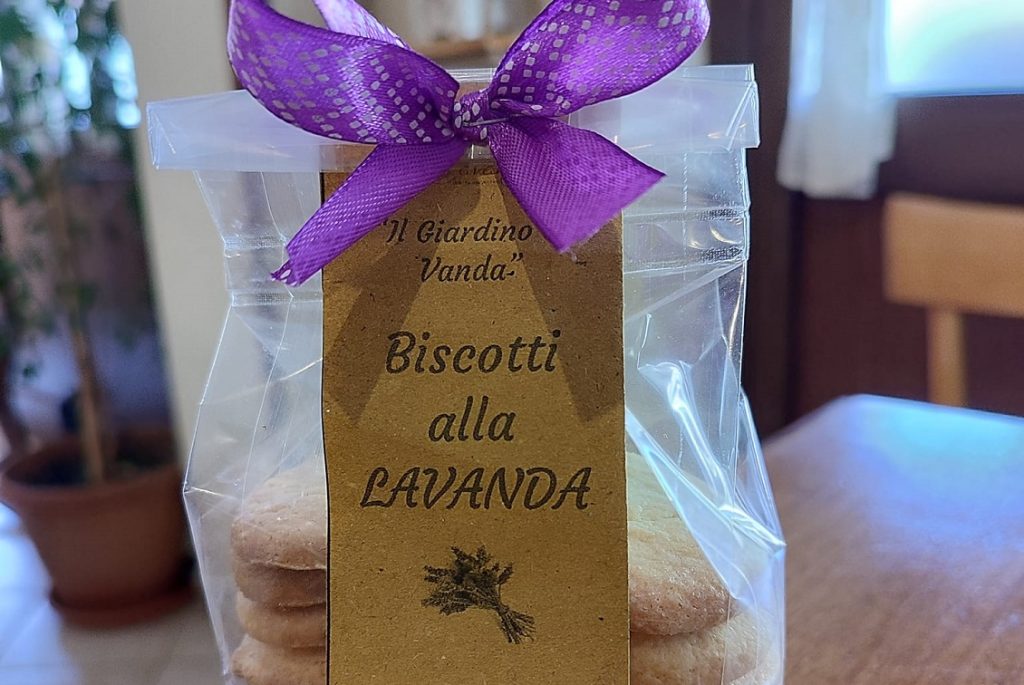 "Il Giardino
Vanda"
Biscotti
alla
LAVANDA